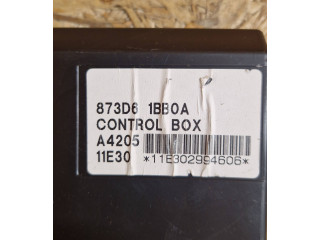 873D6 1BB0A
CONTROL BOX
A4205
11E30 *11E302994606*